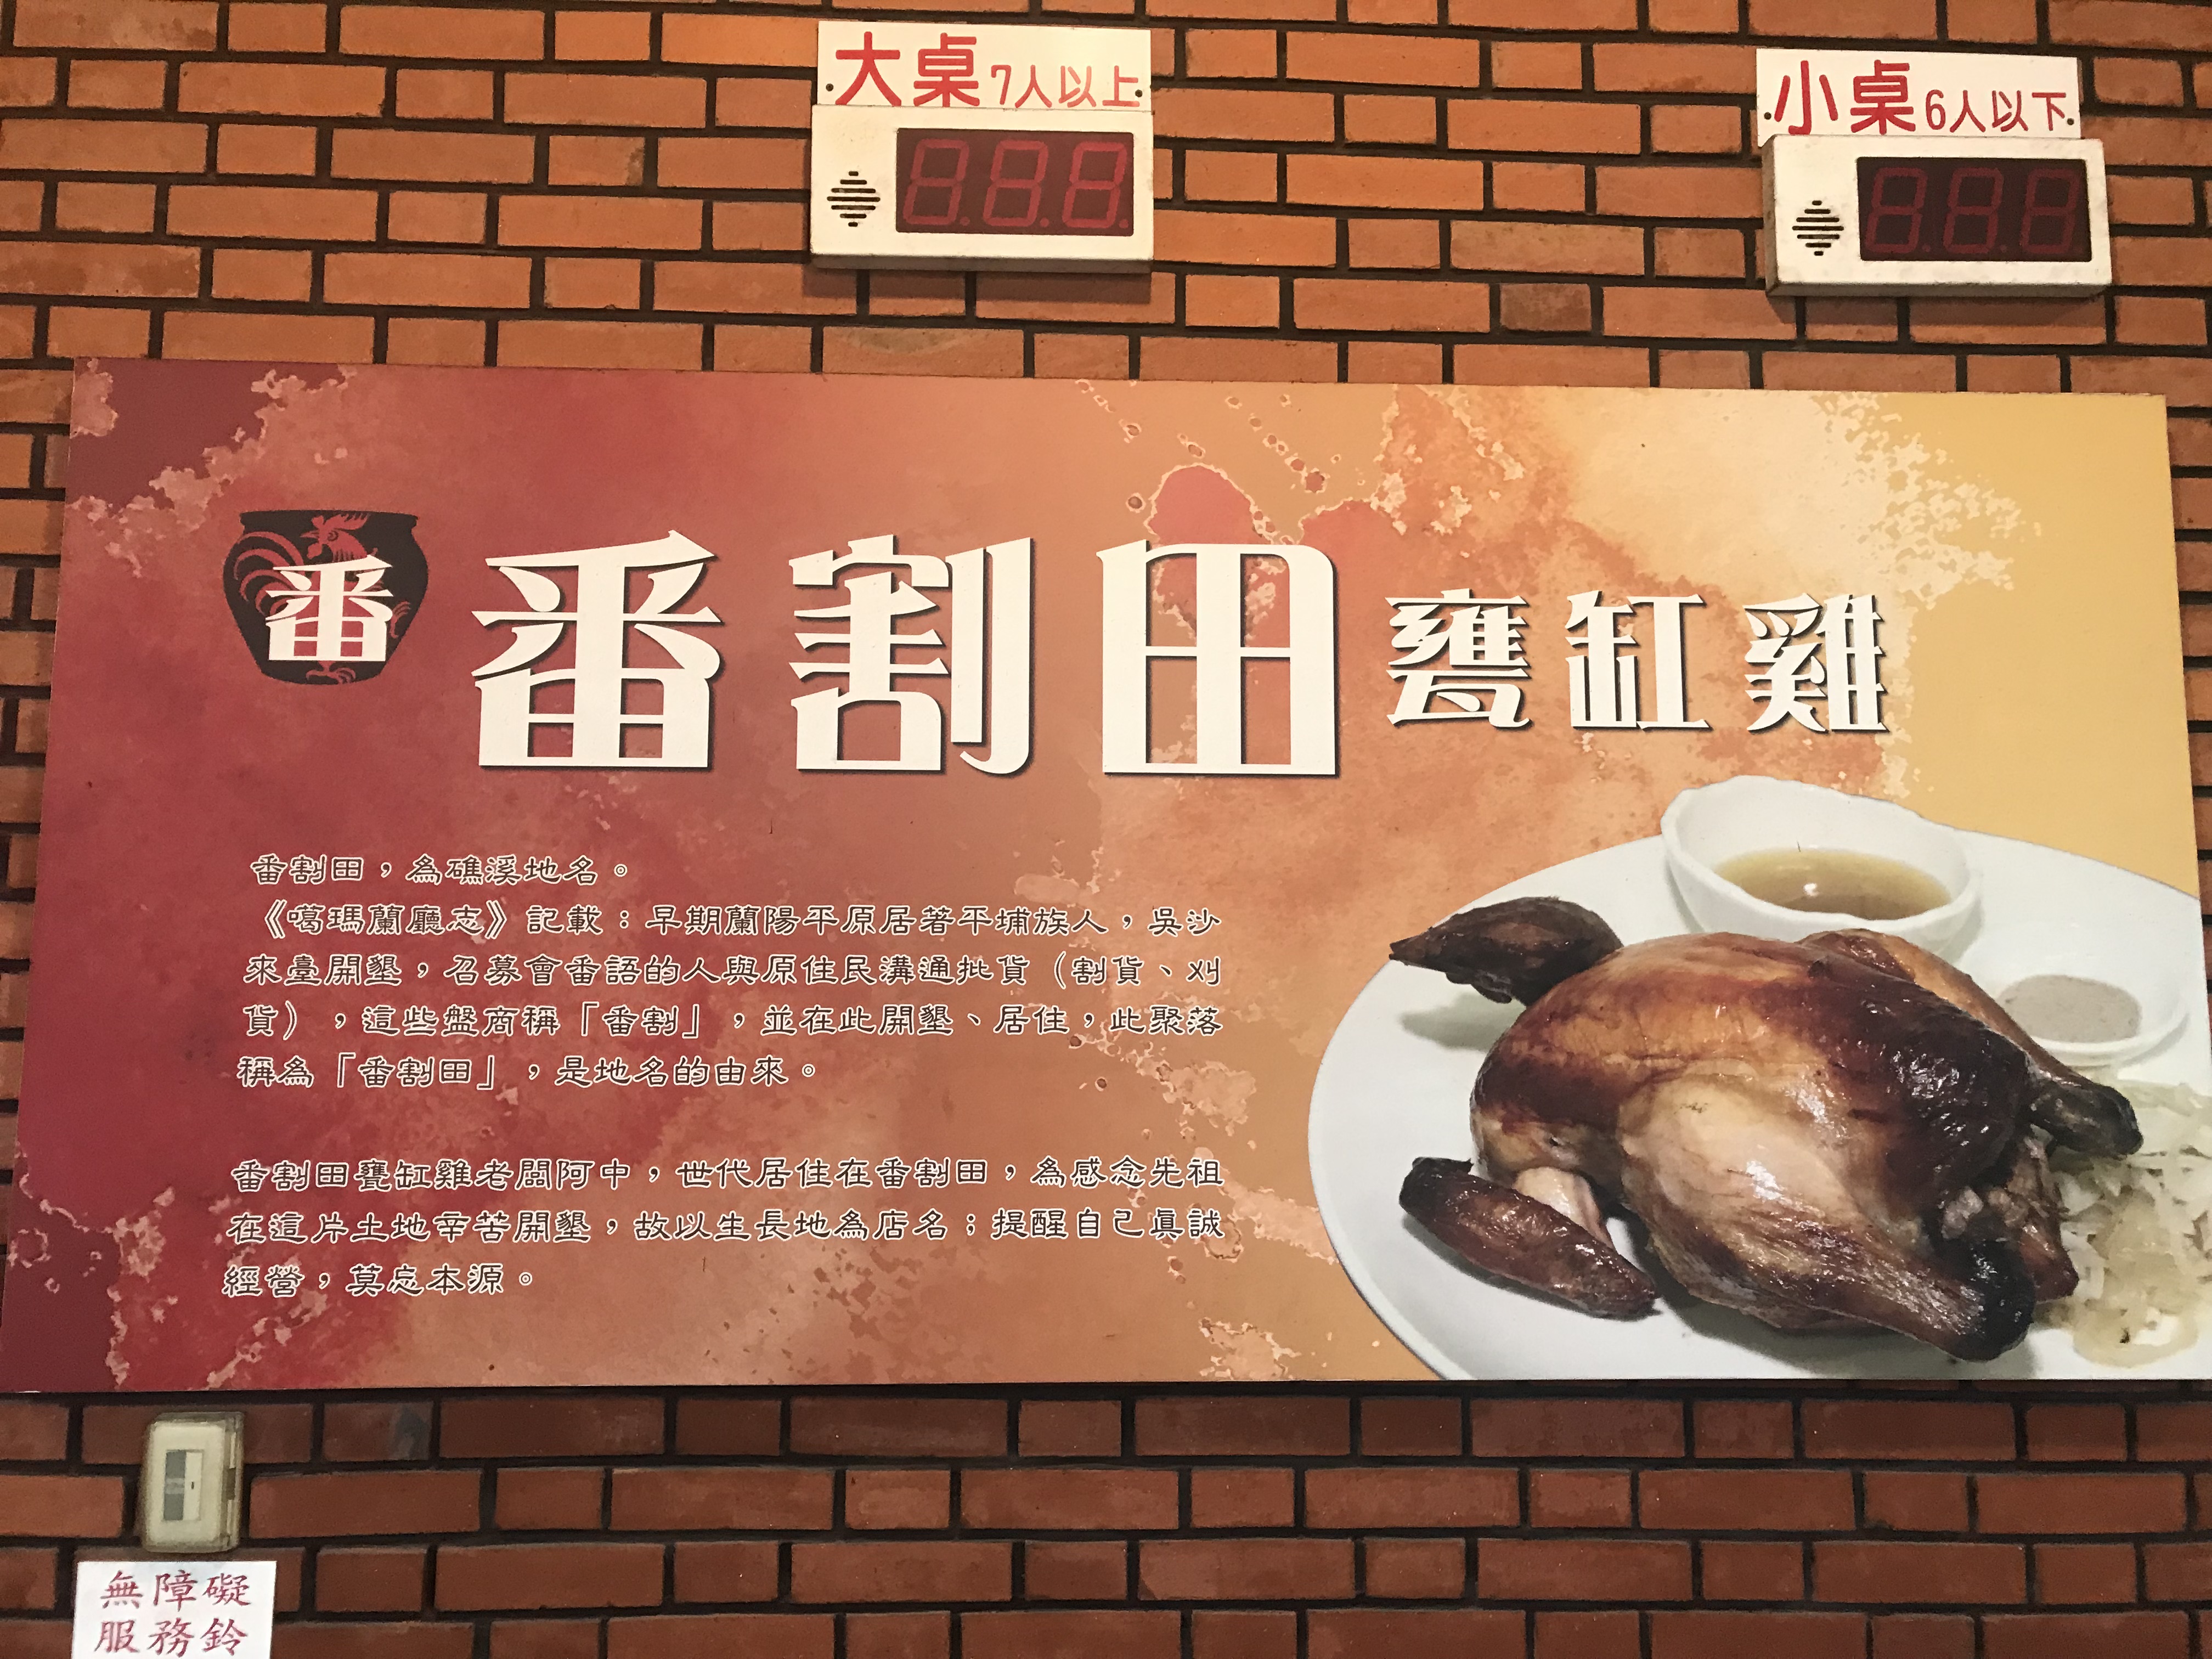 大桌7人以上
小桌6人以下
888
888
番
番割田甕缸雞
番割田，為礁溪地名。
《噶瑪蘭廳志》記載：早期蘭陽平原居著平埔族人，吳沙
來臺開墾，召募會番語的人與原住民溝通批貨（割貨、刈
貨），這些盤商稱「番割」，並在此開墾、居住，此聚落
稱為「番割田」，是地名的由來。
番割田甕缸雞老闆阿中，世代居住在番割田，為感念先祖
在這片土地辛苦開墾，故以生長地為店名；提醒自己真誠
經營，莫忘本源。
無障礙
服務鈴